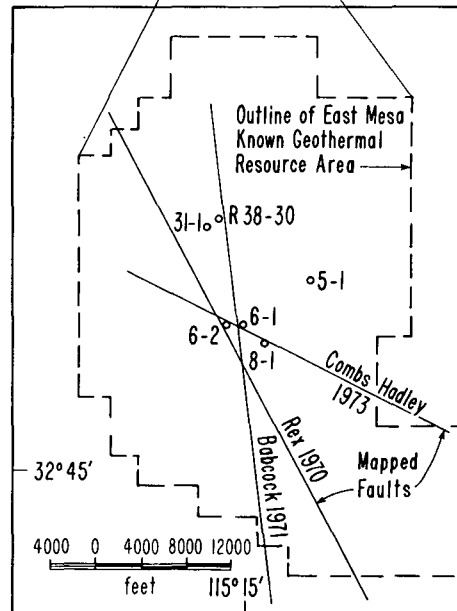 Outline of East Mesa
Known Geothermal
Resource Area
R 38-30
31-1
5-1
6-1
6-2
8-1
Combs Hadley
1973
Rex 1970
Babcock 1971
Mapped
Faults
32°45'
4000 0 4000 8000 12000
feet
115°15'